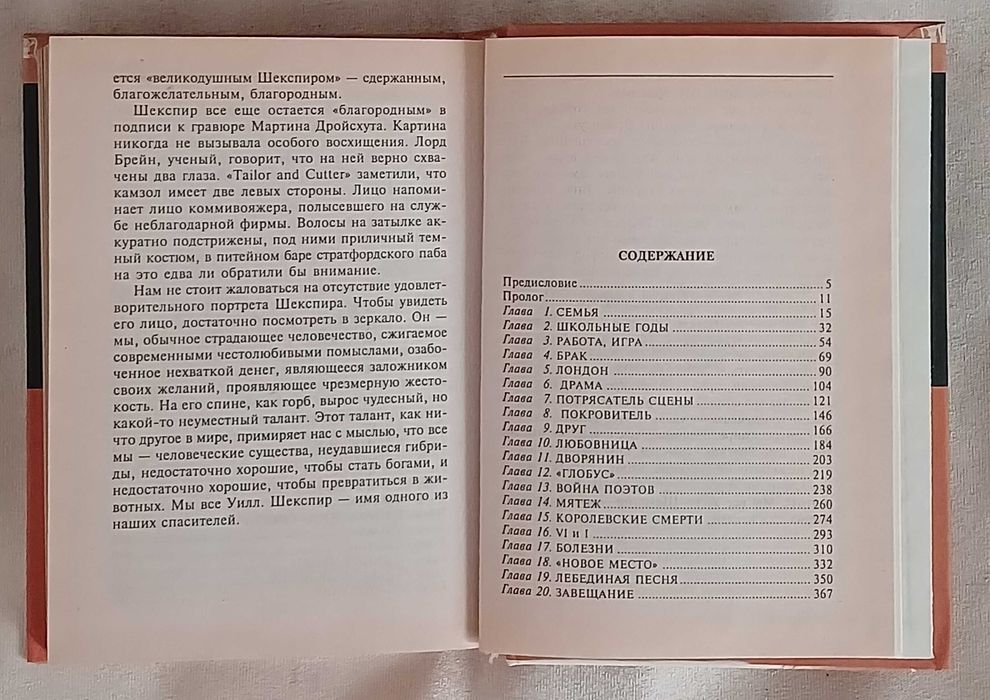 ется «великодушным Шекспиром» — сдержанным,
благожелательным, благородным.
Шекспир все еще остается «благородным» в
подписи к гравюре Мартина Дройсхута. Картина
никогда не вызывала особого восхищения. Лорд
Брейн, ученый, говорит, что на ней верно схва-
чены два глаза. «Tailor and Cutter» заметили, что
камзол имеет две левых стороны. Лицо напоми-
нает лицо коммивояжера, полысевшего на служ-
бе неблагодарной фирмы. Волосы на затылке ак-
куратно подстрижены, под ними приличный тем-
ный костюм, в питейном баре стратфордского паба
на это едва ли обратили бы внимание.
Нам не стоит жаловаться на отсутствие удовлет-
ворительного портрета Шекспира. Чтобы увидеть
его лицо, достаточно посмотреть в зеркало. Он —
мы, обычное страдающее человечество, сжигаемое
современными честолюбивыми помыслами, озабо-
ченное нехваткой денег, являющееся заложником
своих желаний, проявляющее чрезмерную жесто-
кость. На его спине, как горб, вырос чудесный, но
какой-то неуместный талант. Этот талант, как ни-
что другое в мире, примиряет нас с мыслью, что все
мы — человеческие существа, неудавшиеся гибри-
ды, недостаточно хорошие, чтобы стать богами, и
недостаточно хорошие, чтобы превратиться в жи-
вотных. Мы все Уилл. Шекспир — имя одного из
наших спасителей.
СОДЕРЖАНИЕ
Предисловие 5
Пролог 11
Глава 1. СЕМЬЯ 15
Глава 2. ШКОЛЬНЫЕ ГОДЫ 32
Глава 3. РАБОТА, ИГРА 54
Глава 4. БРАК 69
Глава 5. ЛОНДОН 90
Глава 6. ДРАМА 104
Глава 7. ПОТРЯСАТЕЛЬ СЦЕНЫ 121
Глава 8. ПОКРОВИТЕЛЬ 146
Глава 9. ДРУГ 166
Глава 10. ЛЮБОВНИЦА 184
Глава 11. ДВОРЯНИН 203
Глава 12. «ГЛОБУС» 219
Глава 13. ВОЙНА ПОЭТОВ 238
Глава 14. МЯТЕЖ 260
Глава 15. КОРОЛЕВСКИЕ СМЕРТИ 274
Глава 16. VI и I 293
Глава 17. БОЛЕЗНИ 310
Глава 18. «НОВОЕ МЕСТО» 332
Глава 19. ЛЕБЕДИНАЯ ПЕСНЯ 350
Глава 20. ЗАВЕЩАНИЕ 367